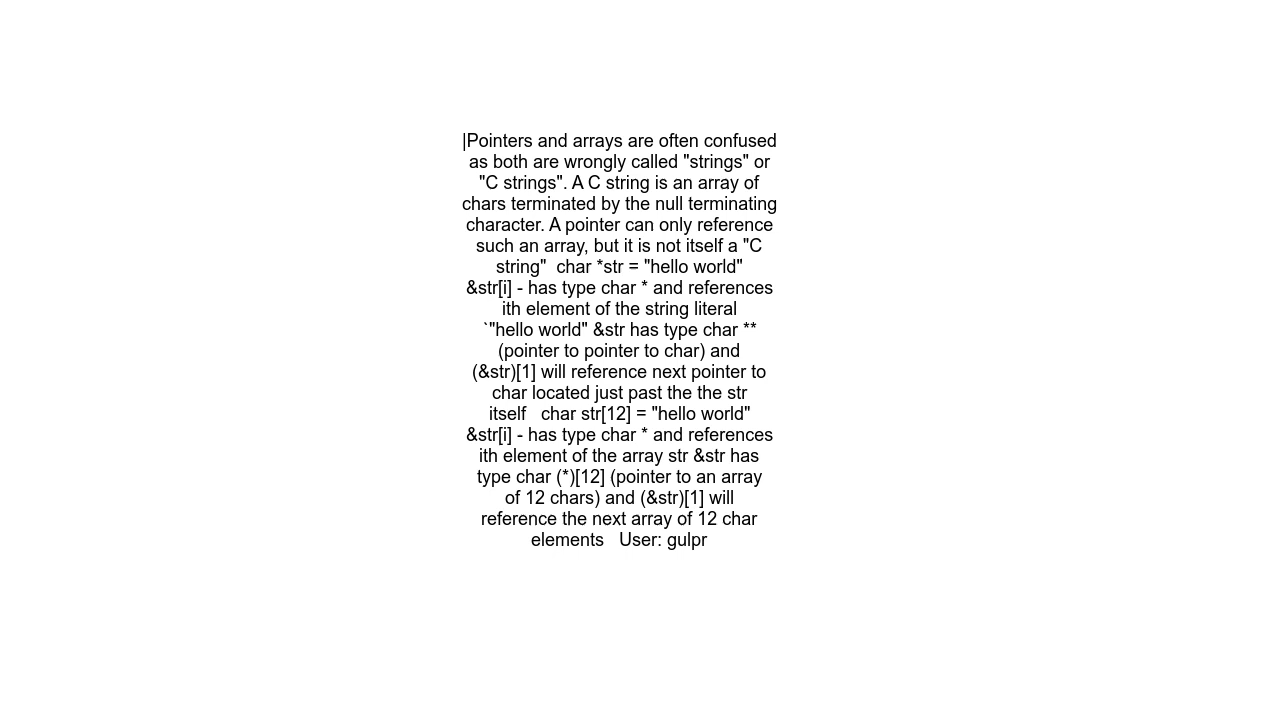 |Pointers and arrays are often confused
as both are wrongly called "strings" or
"C strings". A C string is an array of
chars terminated by the null terminating
character. A pointer can only reference
such an array, but it is not itself a "C
string"  char *str = "hello world"
&str[i] - has type char * and references
ith element of the string literal
`"hello world" &str has type char **
(pointer to pointer to char) and
(&str)[1] will reference next pointer to
char located just past the the str
itself   char str[12] = "hello world"
&str[i] - has type char * and references
ith element of the array str &str has
type char (*)[12] (pointer to an array
of 12 chars) and (&str)[1] will
reference the next array of 12 char
elements   User: gulpr